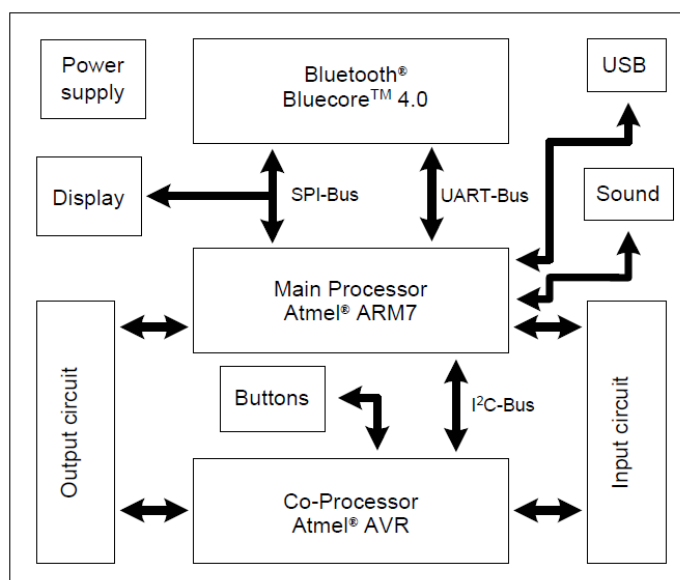 Power
supply
Bluetooth®
Bluecore™ 4.0
USB
Display
SPI-Bus
UART-Bus
Sound
Main Processor
Atmel® ARM7
Output circuit
Buttons
I²C-Bus
Input circuit
Co-Processor
Atmel® AVR